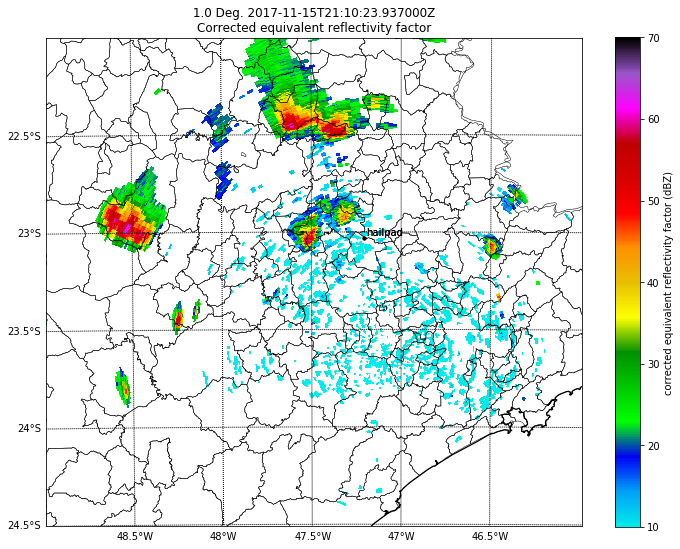 1.0 Deg. 2017-11-15T21:10:23.937000Z
Corrected equivalent reflectivity factor
22.5°S
23°S
23.5°S
24°S
24.5°S
48.5°W
48°W
47.5°W
47°W
46.5°W
hailpad
70
60
50
40
30
20
10
corrected equivalent reflectivity factor (dBZ)